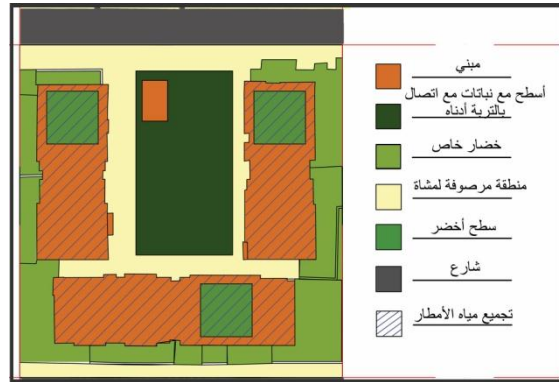 مبني
أسطح مع نباتات مع اتصال
بالتربة أدناه
خضار خاص
منطقة مرصوفة لمشاة
سطح أخضر
شارع
تجميع مياه الأمطار